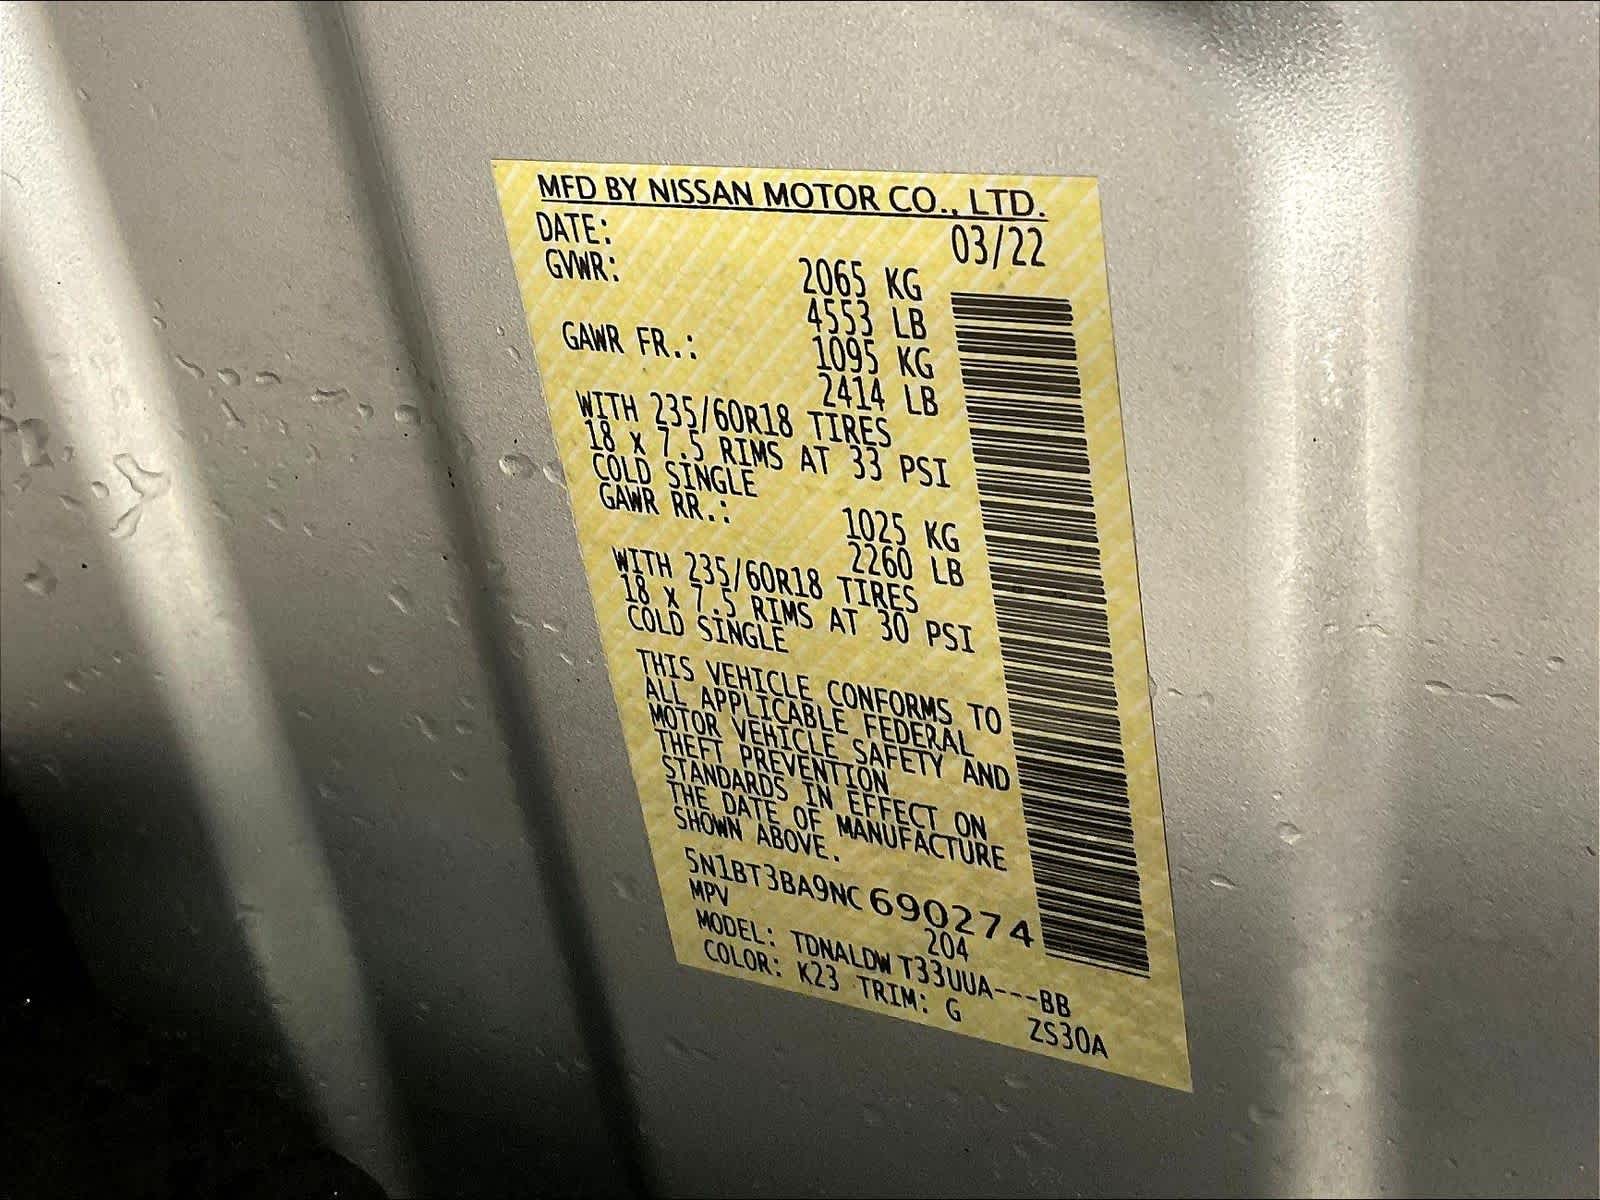 MFD BY NISSAN MOTOR CO., LTD.
DATE: 03/22
GVWR: 2065 KG
4553 LB
GAWR FR.: 1095 KG
2414 LB
WITH 235/60R18 TIRES
18 x 7.5 RIMS AT 33 PSI
COLD SINGLE
GAWR RR.: 1025 KG
2260 LB
WITH 235/60R18 TIRES
18 x 7.5 RIMS AT 30 PSI
COLD SINGLE
THIS VEHICLE CONFORMS TO
ALL APPLICABLE FEDERAL
MOTOR VEHICLE SAFETY AND
THEFT PREVENTION
STANDARDS IN EFFECT ON
THE DATE OF MANUFACTURE
SHOWN ABOVE.
5N1BT3BA9NC690274
MPV 204
MODEL: TDNALDW T33UUA---BB
COLOR: K23 TRIM: G ZS30A